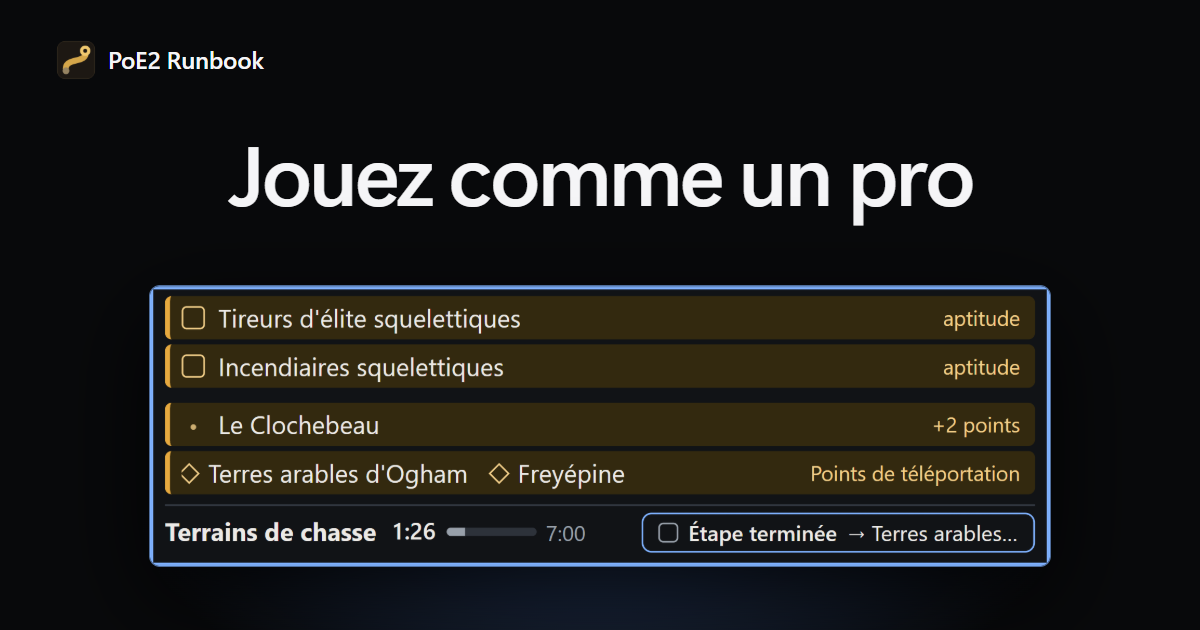 PoE2 Runbook
Jouez comme un pro
Tireurs d'élite squelettiques aptitude
Incendiaires squelettiques aptitude
• Le Clochebeau +2 points
Terres arables d'Ogham Freyépine Points de téléportation
Terrains de chasse 1:26 7:00 Étape terminée → Terres arables...